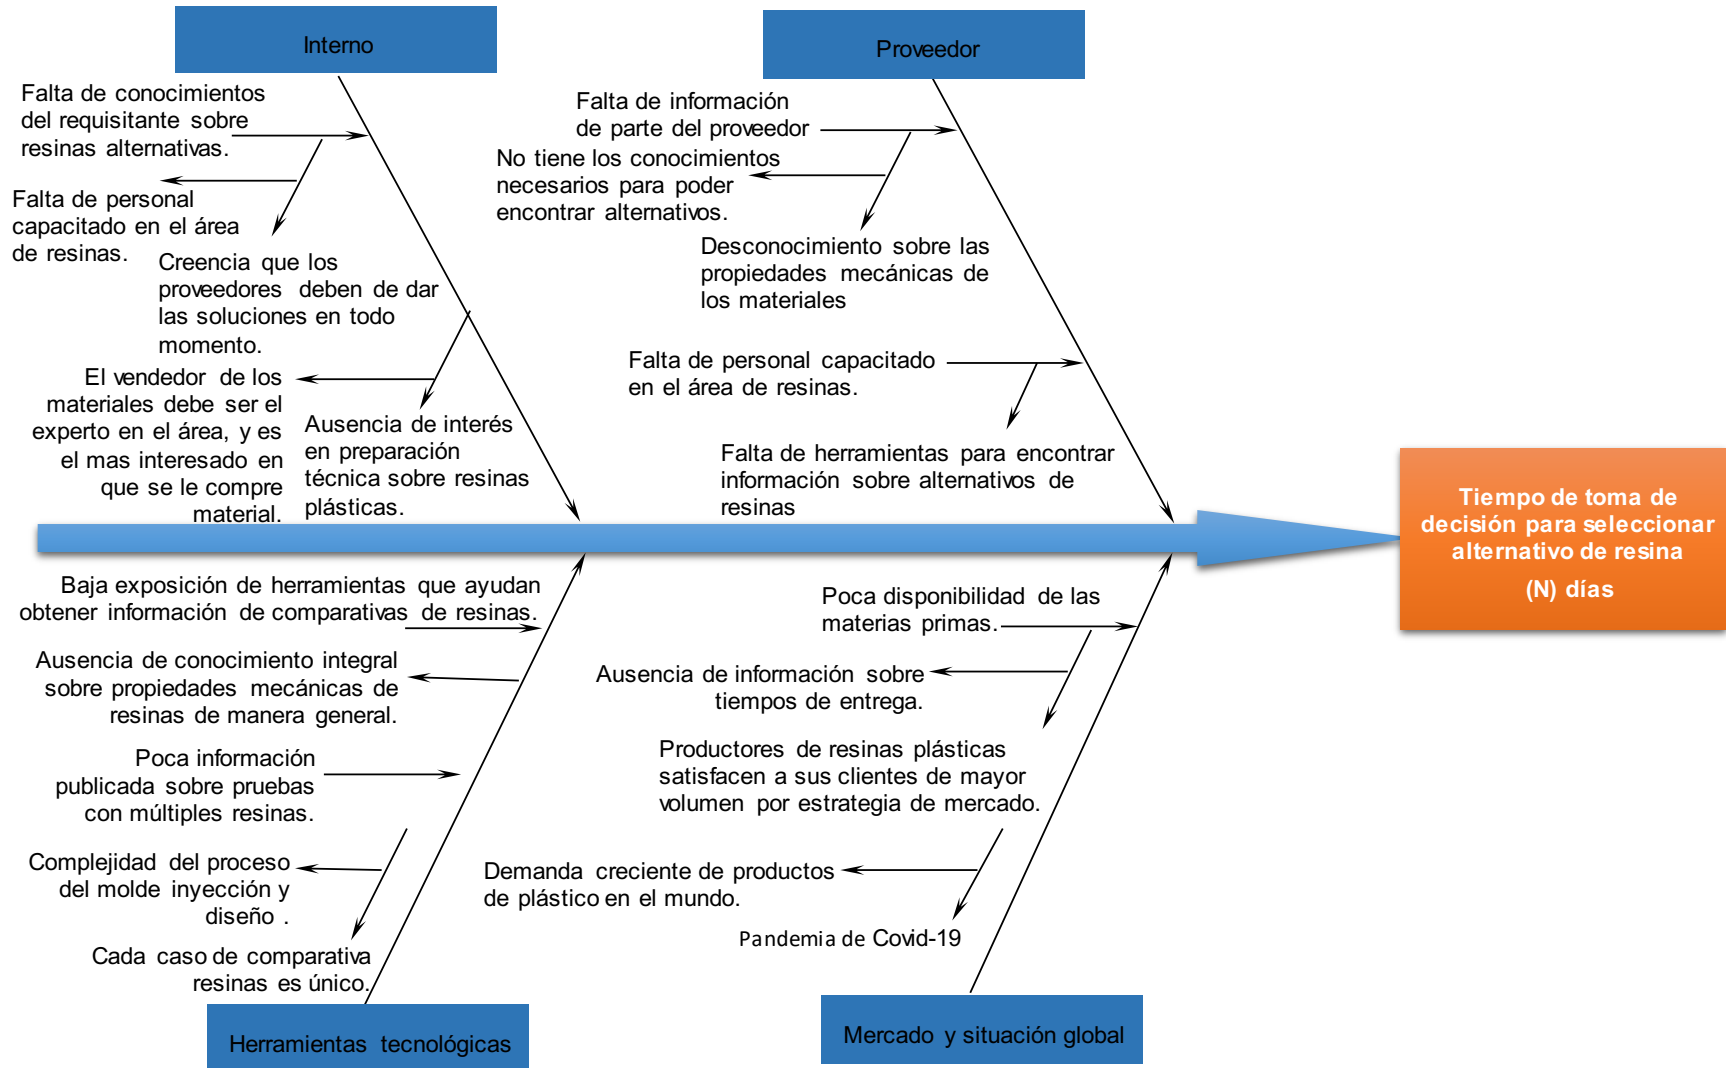 Interno
Proveedor
Falta de conocimientos
del requisitante sobre
resinas alternativas.
Falta de personal
capacitado en el área
de resinas.
Creencia que los
proveedores deben de dar
las soluciones en todo
momento.
El vendedor de los
materiales debe ser el
experto en el área, y es
el mas interesado en
que se le compre
material.
Ausencia de interés
en preparación
técnica sobre resinas
plásticas.
Falta de información
de parte del proveedor
No tiene los conocimientos
necesarios para poder
encontrar alternativos.
Desconocimiento sobre las
propiedades mecánicas de
los materiales
Falta de personal capacitado
en el área de resinas.
Falta de herramientas para encontrar
información sobre alternativos de
resinas
Tiempo de toma de
decisión para seleccionar
alternativo de resina
(N) días
Baja exposición de herramientas que ayudan
obtener información de comparativas de resinas.
Ausencia de conocimiento integral
sobre propiedades mecánicas de
resinas de manera general.
Poca información
publicada sobre pruebas
con múltiples resinas.
Complejidad del proceso
del molde inyección y
diseño .
Cada caso de comparativa
resinas es único.
Poca disponibilidad de las
materias primas.
Ausencia de información sobre
tiempos de entrega.
Productores de resinas plásticas
satisfacen a sus clientes de mayor
volumen por estrategia de mercado.
Demanda creciente de productos
de plástico en el mundo.
Pandemia de Covid-19
Herramientas tecnológicas
Mercado y situación global